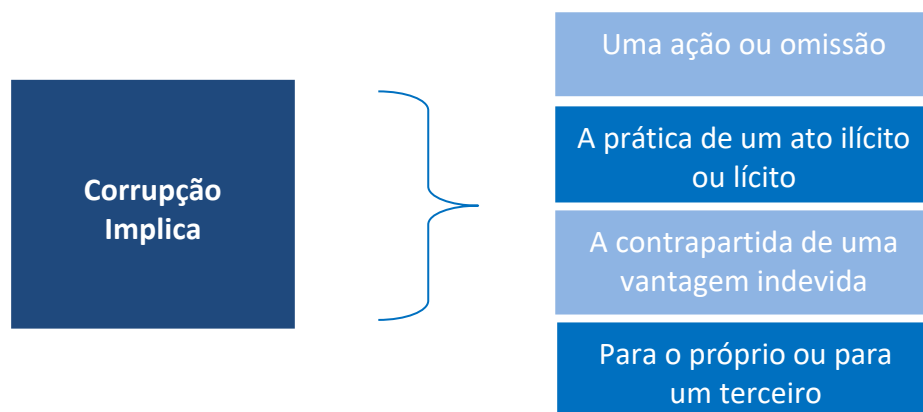 Corrupção
Implica
Uma ação ou omissão
A prática de um ato ilícito
ou lícito
A contrapartida de uma
vantagem indevida
Para o próprio ou para
um terceiro